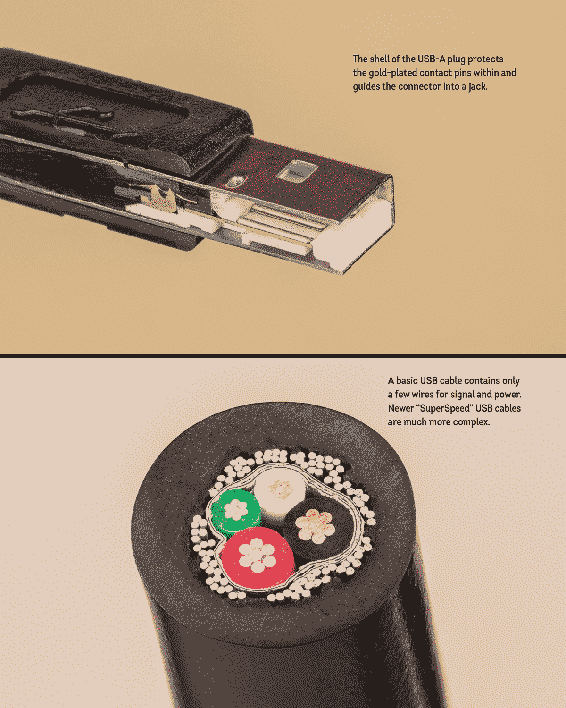 The shell of the USB-A plug protects
the gold-plated contact pins within and
guides the connector into a jack.
A basic USB cable contains only
a few wires for signal and power.
Newer “SuperSpeed” USB cables
are much more complex.